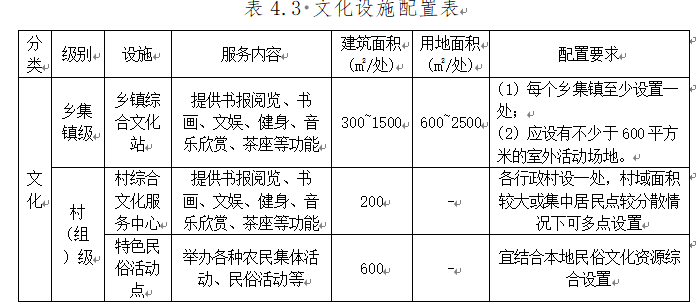 表 4.3·文化设施配置表
分类 级别 设施 服务内容 建筑面积(㎡/处) 用地面积(㎡/处) 配置要求
文化
乡集镇级
乡镇综合文化站
提供书报阅览、书
画、文娱、健身、音
乐欣赏、茶座等功能
300~1500
600~2500
(1) 每个乡集镇至少设置一
处；
(2) 应设有不少于 600 平方
米的室外活动场地。
村（组）级
村综合文化服务中心
提供书报阅览、书
画、文娱、健身、音
乐欣赏、茶座等功能
200
-
各行政村设一处，村域面积
较大或集中居民点较分散情
况下可多点设置
特色民俗活动点
举办各种农民集体活
动、民俗活动等
600
-
宜结合本地民俗文化资源综
合设置